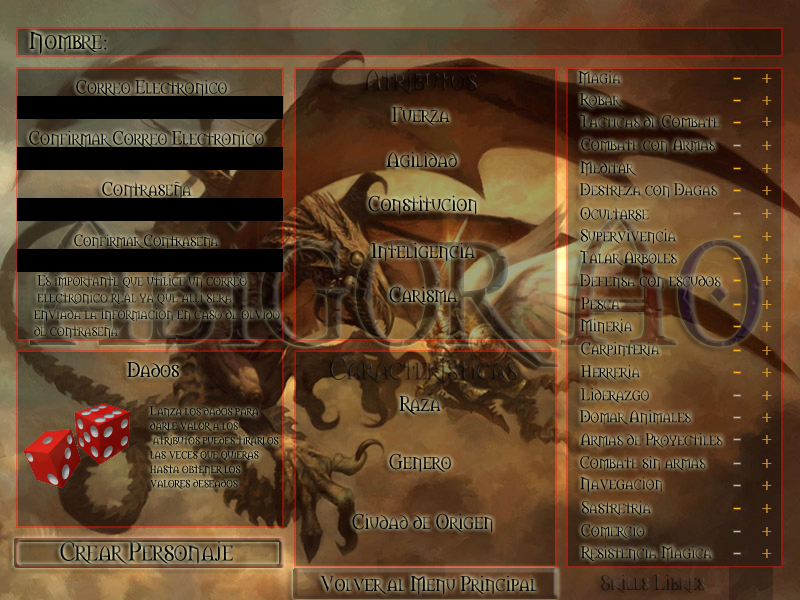 Nombre:
Correo Electronico
Confirmar Correo Electronico
Contraseña
Confirmar Contraseña
Es important que utilice un correo
electronico real ya que alli sera
enviada la informacion en caso de olvido
de contraseña
Dados
Lanza los dados para
darle valor a los
atributos puedes tirarlos
las veces que quieras
hasta obtener los
valores deseados
Crear Personaje
Atributos
Fuerza
Agilidad
Constitucion
Inteligencia
Carisma
Caracteristicas
Raza
Genero
Ciudad de Origen
Volver al Menu Principal
Magia - +
Robar - +
Tacticas de Combate - +
Combate con Armas - +
Meditar - +
Destreza con Dagas - +
Ocultarse - +
Supervivencia - +
Talar Arboles - +
Defensa con escudos - +
Pesca - +
Mineria - +
Carpinteria - +
Herreria - +
Liderazgo - +
Domar Animales - +
Armas de Proyectiles - +
Combate sin armas - +
Navegacion - +
Sastreria - +
Comercio - +
Resistencia Magica - +